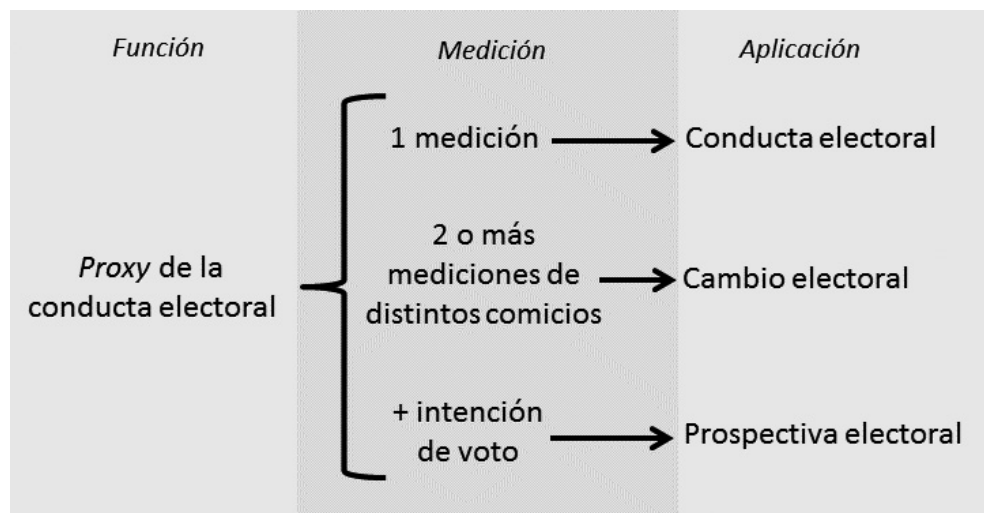 Función
Medición
Aplicación
Proxy de la
conducta electoral
1 medición
Conducta electoral
2 o más
mediciones de
distintos comicios
Cambio electoral
+ intención
de voto
Prospectiva electoral